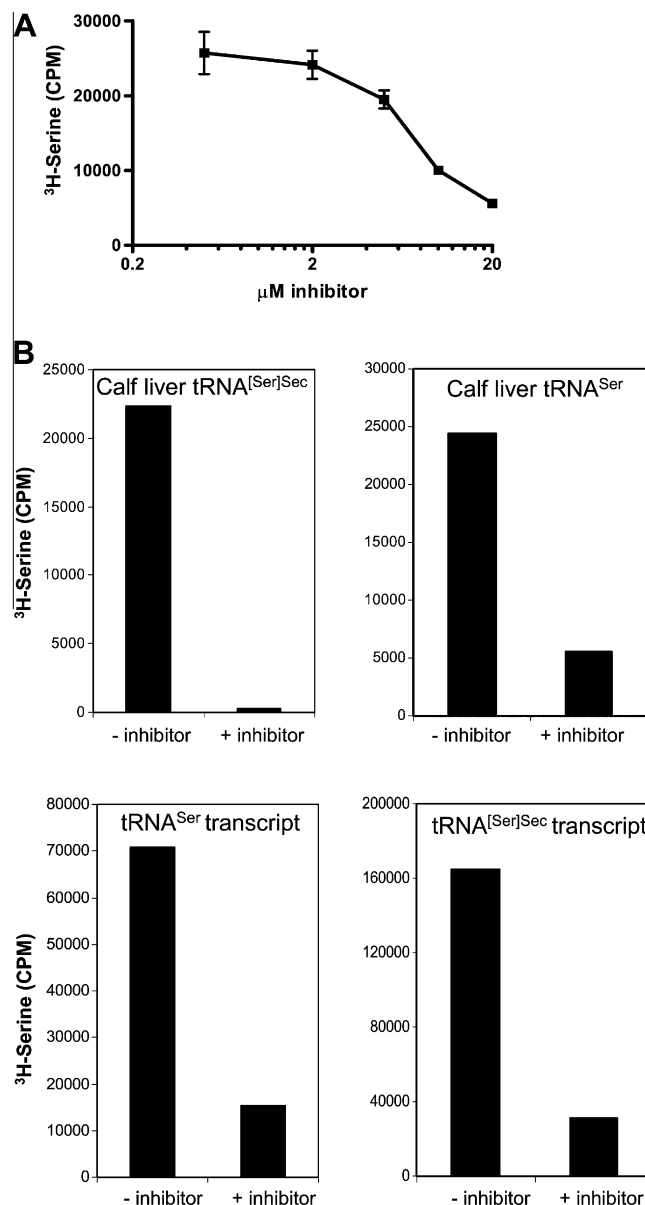 A
30000
20000
10000
0
³H-Serine (CPM)
0.2
2
20
µM inhibitor
B
Calf liver tRNA[Ser]Sec
25000
20000
15000
10000
5000
0
³H-Serine (CPM)
- inhibitor
+ inhibitor
Calf liver tRNASer
30000
25000
20000
15000
10000
5000
0
- inhibitor
+ inhibitor
tRNASer transcript
80000
70000
60000
50000
40000
30000
20000
10000
0
³H-Serine (CPM)
- inhibitor
+ inhibitor
tRNA[Ser]Sec transcript
200000
160000
120000
80000
40000
0
- inhibitor
+ inhibitor